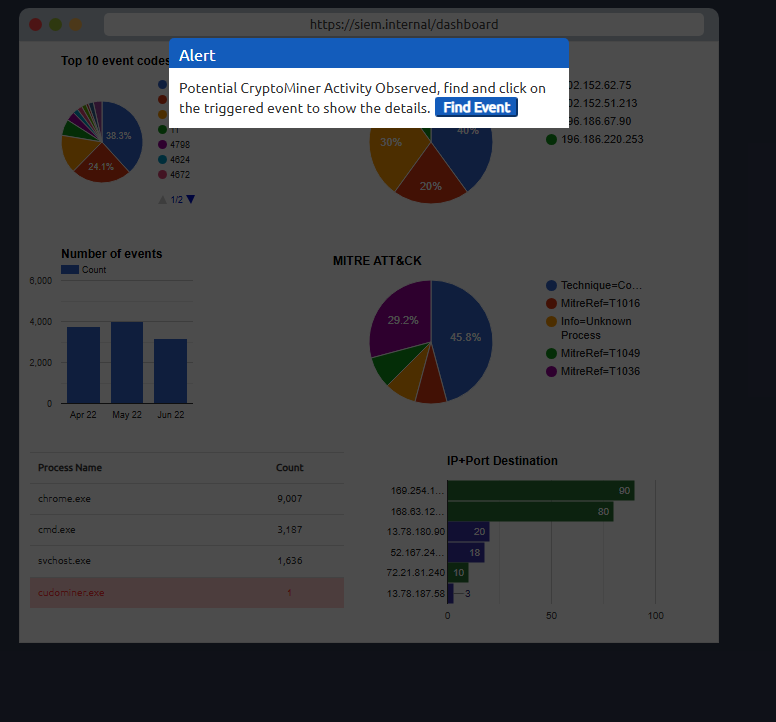 https://siem.internal/dashboard
Top 10 event codes
Alert
Potential CryptoMiner Activity Observed, find and click on
the triggered event to show the details. Find Event
38.3%
24.1%
11
4798
4624
4672
1/2
02.152.62.75
02.152.51.213
96.186.67.90
196.186.220.253
40%
30%
20%
Number of events
Count
6,000
4,000
2,000
0
Apr 22 May 22 Jun 22
MITRE ATT&CK
29.2%
45.8%
Technique=Co...
MitreRef=T1016
Info=Unknown
Process
MitreRef=T1049
MitreRef=T1036
Process Name Count
chrome.exe 9,007
cmd.exe 3,187
svchost.exe 1,636
cudominer.exe 1
IP+Port Destination
169.254.1... 90
168.63.12... 80
13.78.180.90 20
52.167.24... 18
72.21.81.240 10
13.78.187.58 3
0 50 100